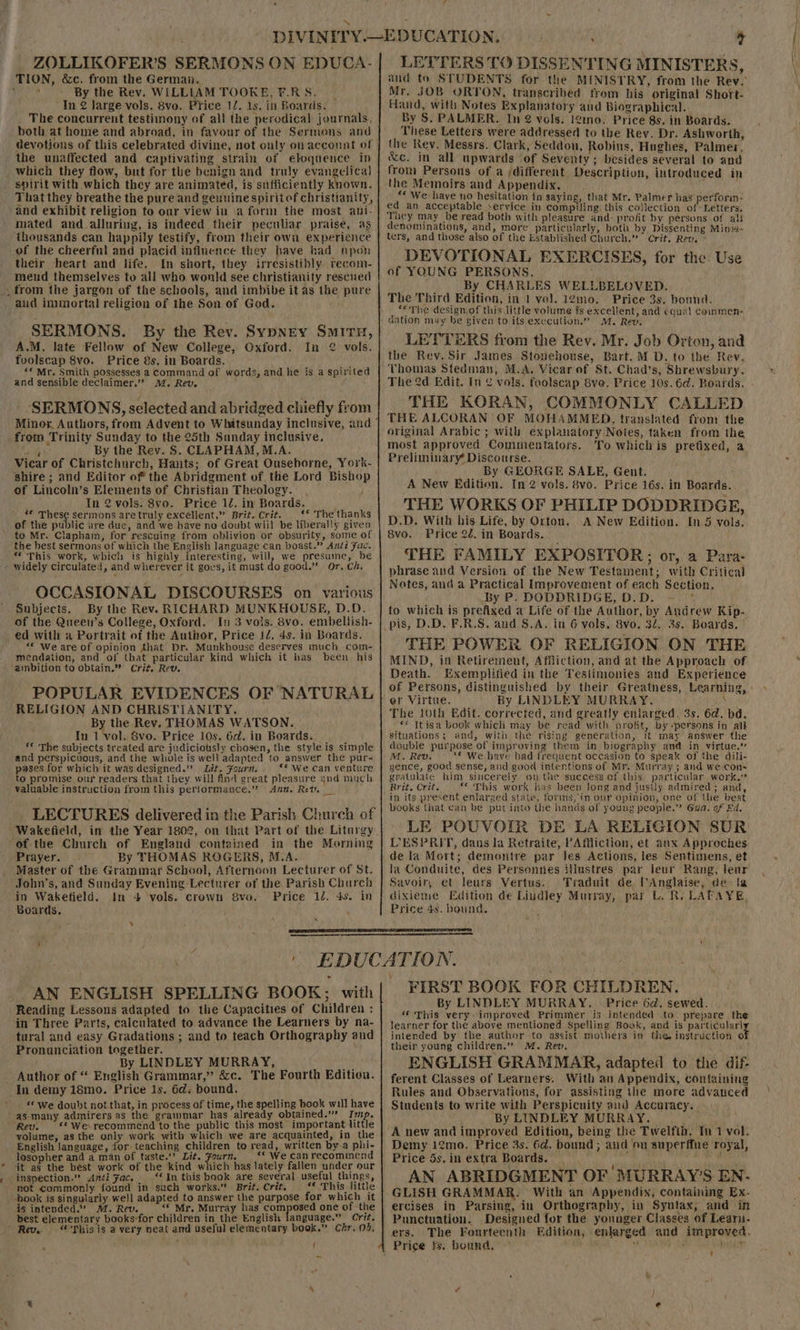 DIVINITY.—EDUCATION. 7
ZOLLIKOFER'S SERMONS ON EDUCA-
TION, &c. from the German.
By the Rev. WILLIAM TOOKE, F.R S.
In 2 large vols. 8vo. Price 1l. 1s. in Boards.
The concurrent testimony of all the perodical journals,
both at home and abroad, in favour of the Sermons and
devotions of this celebrated divine, not only on account of
the unaffected and captivating strain of eloquence in
which they flow, but for the benign and truly evangelical
spirit with which they are animated, is sufficiently known.
That they breathe the pure and genuine spirit of christianity,
and exhibit religion to our view in a form the most ani-
mated and alluring, is indeed their peculiar praise, as
thousands can happily testify, from their own experience
of the cheerful and placid influence they have had upon
their heart and life. In short, they irresistibly recom-
mend themselves to all who would see christianity rescued
from the jargon of the schools, and imbibe it as the pure
and immortal religion of the Son of God.
SERMONS. By the Rev. SYDNEY SMITH,
A.M. late Fellow of New College, Oxford. In 2 vols.
foolscap 8vo. Price 8s. in Boards.
“ Mr. Smith possesses a command of words, and he is a spirited
and sensible declaimer.” M. Rev.
SERMONS, selected and abridged chiefly from
Minor Authors, from Advent to Whitsunday inclusive, and
from Trinity Sunday to the 25th Sunday inclusive.
By the Rev. S. CLAPHAM, M.A.
Vicar of Christchurch, Hants; of Great Ouseborne, York-
shire; and Editor of the Abridgment of the Lord Bishop
of Lincoln's Elements of Christian Theology.
In 2 vols. 8vo. Price 1l. in Boards.
“ These sermons are truly excellent.” Brit. Crit. “ The thanks
of the public are due, and we have no doubt will be liberally given
to Mr. Clapham, for rescuing from oblivion or obsurity, some of
the best sermons of which the English language can boast.” Anti Jac.
“ This work, which is highly interesting, will, we presume, be
widely circulated, and wherever it goes, it must do good.” Or. Ch.
OCCASIONAL DISCOURSES on various
Subjects. By the Rev. RICHARD MUNKHOUSE, D.D.
of the Queen's College, Oxford. In 3 vols. 8vo. embellish-
ed with a Portrait of the Author, Price 1l. 4s. in Boards.
“ We are of opinion that Dr. Munkhouse deserves much com-
mendation, and of that particular kind which it has been his
ambition to obtain.” Crit. Rev.
POPULAR EVIDENCES OF NATURAL
RELIGION AND CHRISTIANITY.
By the Rev. THOMAS WATSON.
In 1 vol. 8vo. Price 10s. 6d. in Boards.
“ The subjects treated are judiciously chosen, the style is simple
and perspicuous, and the whole is well adapted to answer the pur-
poses for which it was designed.” Lit. Journ. “ We can venture
to promise our readers that they will find great pleasure and much
valuable instruction from this performance.” Ann. Rev.
LECTURES delivered in the Parish Church of
Wakefield, in the Year 1802, on that Part of the Liturgy
of the Church of England contained in the Morning
Prayer. By THOMAS ROGERS, M.A.
Master of the Grammar School, Afternoon Lecturer of St.
John's, and Sunday Evening Lecturer of the Parish Church
in Wakefield. In 4 vols. crown 8vo. Price 1l. 4s. in
Boards.
LETTERS TO DISSENTING MINISTERS,
and to STUDENTS for the MINISTRY, from the Rev.
Mr. JOB ORTON, transcribed from his original Short-
Hand, with Notes Explanatory and Biographical.
By S. PALMER. In 2 vols. 12mo. Price 8s. in Boards.
These Letters were addressed to the Rev. Dr. Ashworth,
the Rev. Messrs. Clark, Seddon, Robins, Hughes, Palmer,
&c. in all upwards of Seventy; besides several to and
from Persons of a different Description, introduced in
the Memoirs and Appendix.
“ We have no hesitation in saying, that Mr. Palmer has perform-
ed an acceptable service in compiling this collection of Letters.
They may be read both with pleasure and profit by persons of all
denominations, and, more particularly, both by Dissenting Minis-
ters, and those also of the Established Church.” Crit. Rev.
DEVOTIONAL EXERCISES, for the Use
of YOUNG PERSONS.
By CHARLES WELLBELOVED.
The Third Edition, in 1 vol. 12mo. Price 3s. bound.
“ The design of this little volume is excellent, and equal commen-
dation may be given to its execution.” M. Rev.
LETTERS from the Rev. Mr. Job Orton, and
the Rev. Sir James Stonehouse, Bart. M D. to the Rev.
Thomas Stedman, M.A. Vicar of St. Chad's, Shrewsbury.
The 2d Edit. In 2 vols. foolscap 8vo. Price 10s. 6d. Boards.
THE KORAN, COMMONLY CALLED
THE ALCORAN OF MOHAMMED, translated from the
original Arabic; with explanatory Notes, taken from the
most approved Commentators. To which is prefixed, a
Preliminary Discourse.
By GEORGE SALE, Gent.
A New Edition. In 2 vols. 8vo. Price 16s. in Boards.
THE WORKS OF PHILIP DODDRIDGE,
D.D. With his Life, by Orton. A New Edition. In 5 vols.
8vo. Price 2l. in Boards.
THE FAMILY EXPOSITOR; or, a Para-
phrase and Version of the New Testament; with Critical
Notes, and a Practical Improvement of each Section.
By P. DODDRIDGE, D. D.
to which is prefixed a Life of the Author, by Andrew Kip-
pis, D.D. F.R.S. and S.A. in 6 vols. 8vo. 3l. 3s. Boards.
THE POWER OF RELIGION ON THE
MIND, in Retirement, Affliction, and at the Approach of
Death. Exemplified in the Testimonies and Experience
of Persons, distinguished by their Greatness, Learning,
or Virtue. By LINDLEY MURRAY.
The 10th Edit. corrected, and greatly enlarged. 3s. 6d. bd.
“ It is a book which may be read with profit, by persons in all
situations; and, with the rising generation, it may answer the
double purpose of improving them in biography and in virtue.”
M. Rev. “ We have had frequent occasion to speak of the dili-
gence, good sense, and good intentions of Mr. Murray; and we con-
gratulate him sincerely on the success of this particular work.”
Brit. Crit. “ This work has been long and justly admired; and,
in its present enlarged state, forms, in our opinion, one of the best
books that can be put into the hands of young people.” Gua. of Ed.
LE POUVOIR DE LA RELIGION SUR
L'ESPRIT, dans la Retraite, l'Affliction, et aux Approches
de la Mort; demontre par les Actions, les Sentimens, et
la Conduite, des Personnes illustres par leur Rang, leur
Savoir, et leurs Vertus. Traduit de l'Anglaise, de la
dixieme Edition de Lindley Murray, par L. R. LAFAYE
Price 4s. bound.
EDUCATION.
AN ENGLISH SPELLING BOOK; with
Reading Lessons adapted to the Capacities of Children:
in Three Parts, calculated to advance the Learners by na-
tural and easy Gradations; and to teach Orthography and
Pronunciation together.
By LINDLEY MURRAY,
Author of “ English Grammar,” &c. The Fourth Edition.
In demy 18mo. Price 1s. 6d. bound.
“ We doubt not that, in process of time, the spelling book will have
as many admirers as the grammar has already obtained.” Imp.
Rev. “ We recommend to the public this most important little
volume, as the only work with which we are acquainted, in the
English language, for teaching children to read, written by a phi-
losopher and a man of taste.” Lit. Journ. “ We can recommend
it as the best work of the kind which has lately fallen under our
inspection.” Anti Jac. “ In this book are several useful things,
not commonly found in such works.” Brit. Crit. “ This little
book is singularly well adapted to answer the purpose for which it
is intended.” M. Rev. “ Mr. Murray has composed one of the
best elementary books for children in the English language.” Crit.
Rev. “ This is a very neat and useful elementary book.” Chr. Ob.
FIRST BOOK FOR CHILDREN.
By LINDLEY MURRAY. Price 6d. sewed.
“ This very improved Primmer is intended to prepare the
learner for the above mentioned Spelling Book, and is particularly
intended by the author to assist mothers in the instruction of
their young children.” M. Rev.
ENGLISH GRAMMAR, adapted to the dif-
ferent Classes of Learners. With an Appendix, containing
Rules and Observations, for assisting the more advanced
Students to write with Perspicuity and Accuracy.
By LINDLEY MURRAY.
A new and improved Edition, being the Twelfth. In 1 vol.
Demy 12mo. Price 3s. 6d. bound; and on superfine royal,
Price 5s. in extra Boards.
AN ABRIDGMENT OF MURRAY'S EN-
GLISH GRAMMAR. With an Appendix, containing Ex-
ercises in Parsing, in Orthography, in Syntax, and in
Punctuation. Designed for the younger Classes of Learn-
ers. The Fourteenth Edition, enlarged and improved.
Price 1s. bound.